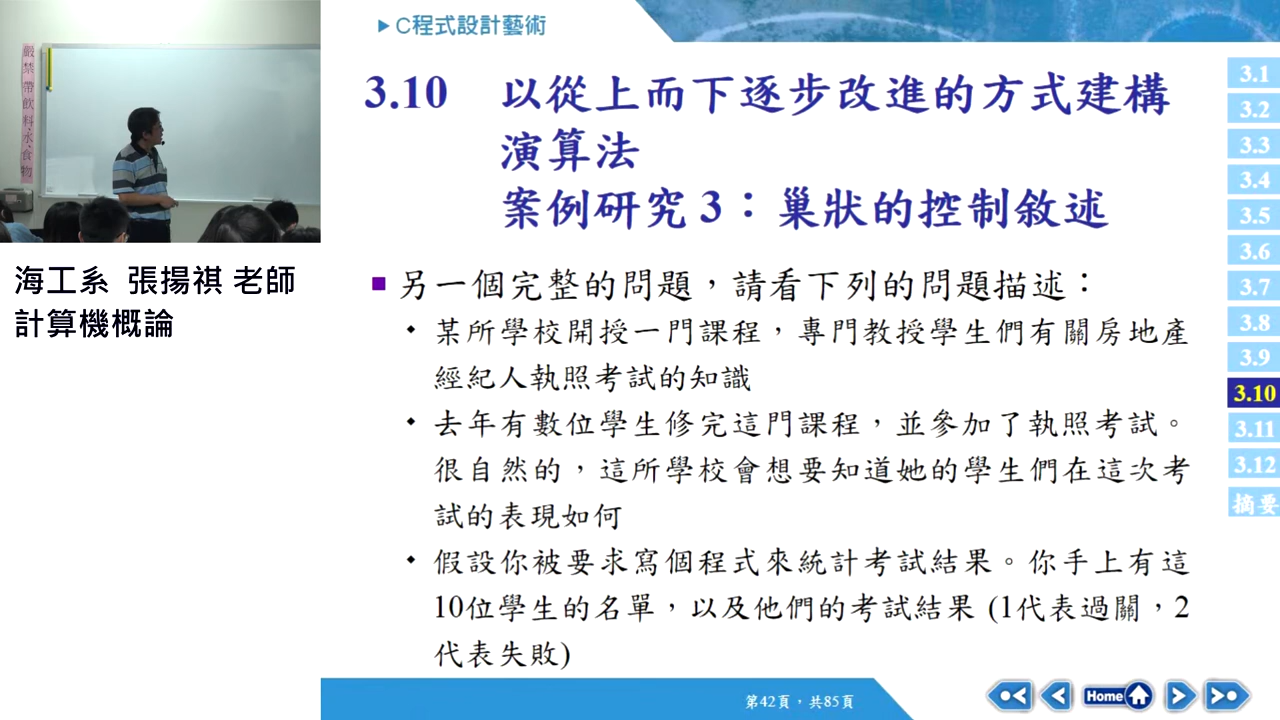 嚴禁帶飲料、水、食物
海工系 張揚祺 老師
計算機概論
C程式設計藝術
3.10 以從上而下逐步改進的方式建構
演算法
案例研究 3：巢狀的控制敘述
另一個完整的問題，請看下列的問題描述：
某所學校開授一門課程，專門教授學生們有關房地產
經紀人執照考試的知識
去年有數位學生修完這門課程，並參加了執照考試。
很自然的，這所學校會想要知道她的學生們在這次考
試的表現如何
假設你被要求寫個程式來統計考試結果。你手上有這
10位學生的名單，以及他們的考試結果 (1代表過關，2
代表失敗)
3.1
3.2
3.3
3.4
3.5
3.6
3.7
3.8
3.9
3.10
3.11
3.12
摘要
第42頁，共85頁
Home